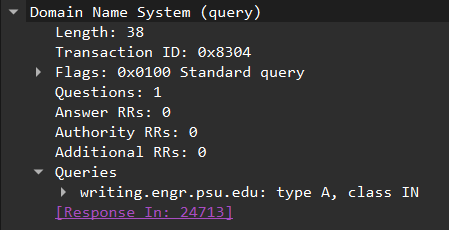 Domain Name System (query)
Length: 38
Transaction ID: 0x8304
Flags: 0x0100 Standard query
Questions: 1
Answer RRs: 0
Authority RRs: 0
Additional RRs: 0
Queries
writing.engr.psu.edu: type A, class IN
[Response In: 24713]